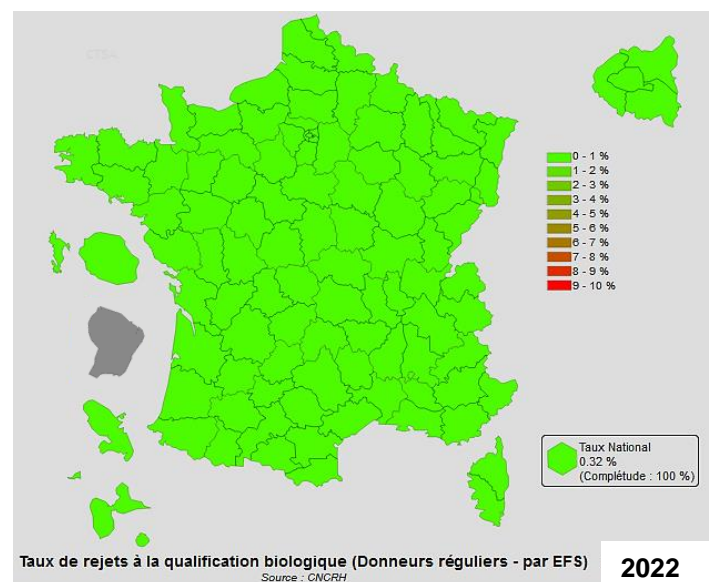 CTSA
0 - 1 %
1 - 2 %
2 - 3 %
3 - 4 %
4 - 5 %
5 - 6 %
6 - 7 %
7 - 8 %
8 - 9 %
9 - 10 %
Taux National
0.32 %
(Complétude : 100 %)
Taux de rejets à la qualification biologique (Donneurs réguliers - par EFS)
Source : CNCRH
2022